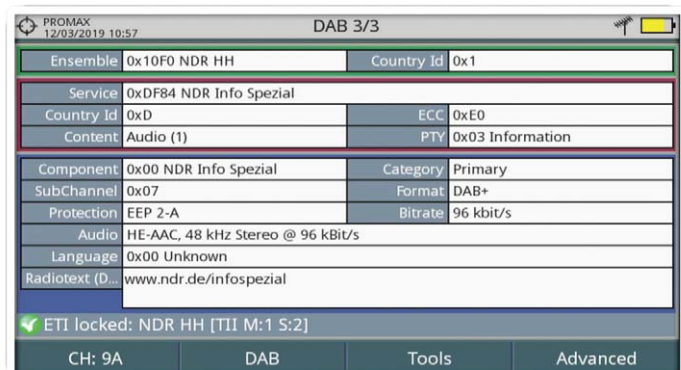 PROMAX
12/03/2019 10:57
DAB 3/3
Ensemble 0x10F0 NDR HH Country Id 0x1
Service 0xDF84 NDR Info Spezial
Country Id 0xD ECC 0xE0
Content Audio (1) PTY 0x03 Information
Component 0x00 NDR Info Spezial Category Primary
SubChannel 0x07 Format DAB+
Protection EEP 2-A Bitrate 96 kbit/s
Audio HE-AAC, 48 kHz Stereo @ 96 kBit/s
Language 0x00 Unknown
Radiotext (D... www.ndr.de/infospezial
ETI locked: NDR HH [TII M:1 S:2]
CH: 9A DAB Tools Advanced